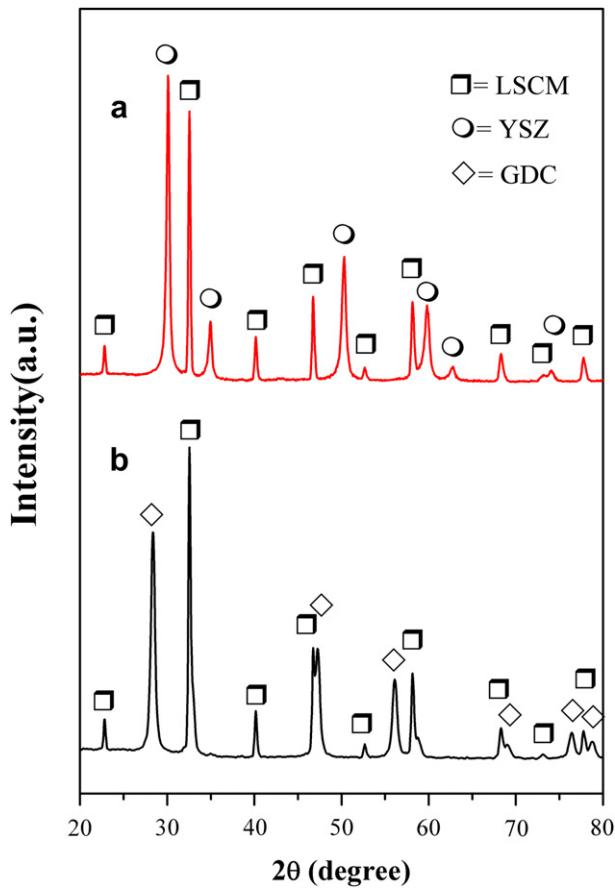 a
= LSCM
= YSZ
= GDC
b
Intensity(a.u.)
20 30 40 50 60 70 80
2θ (degree)